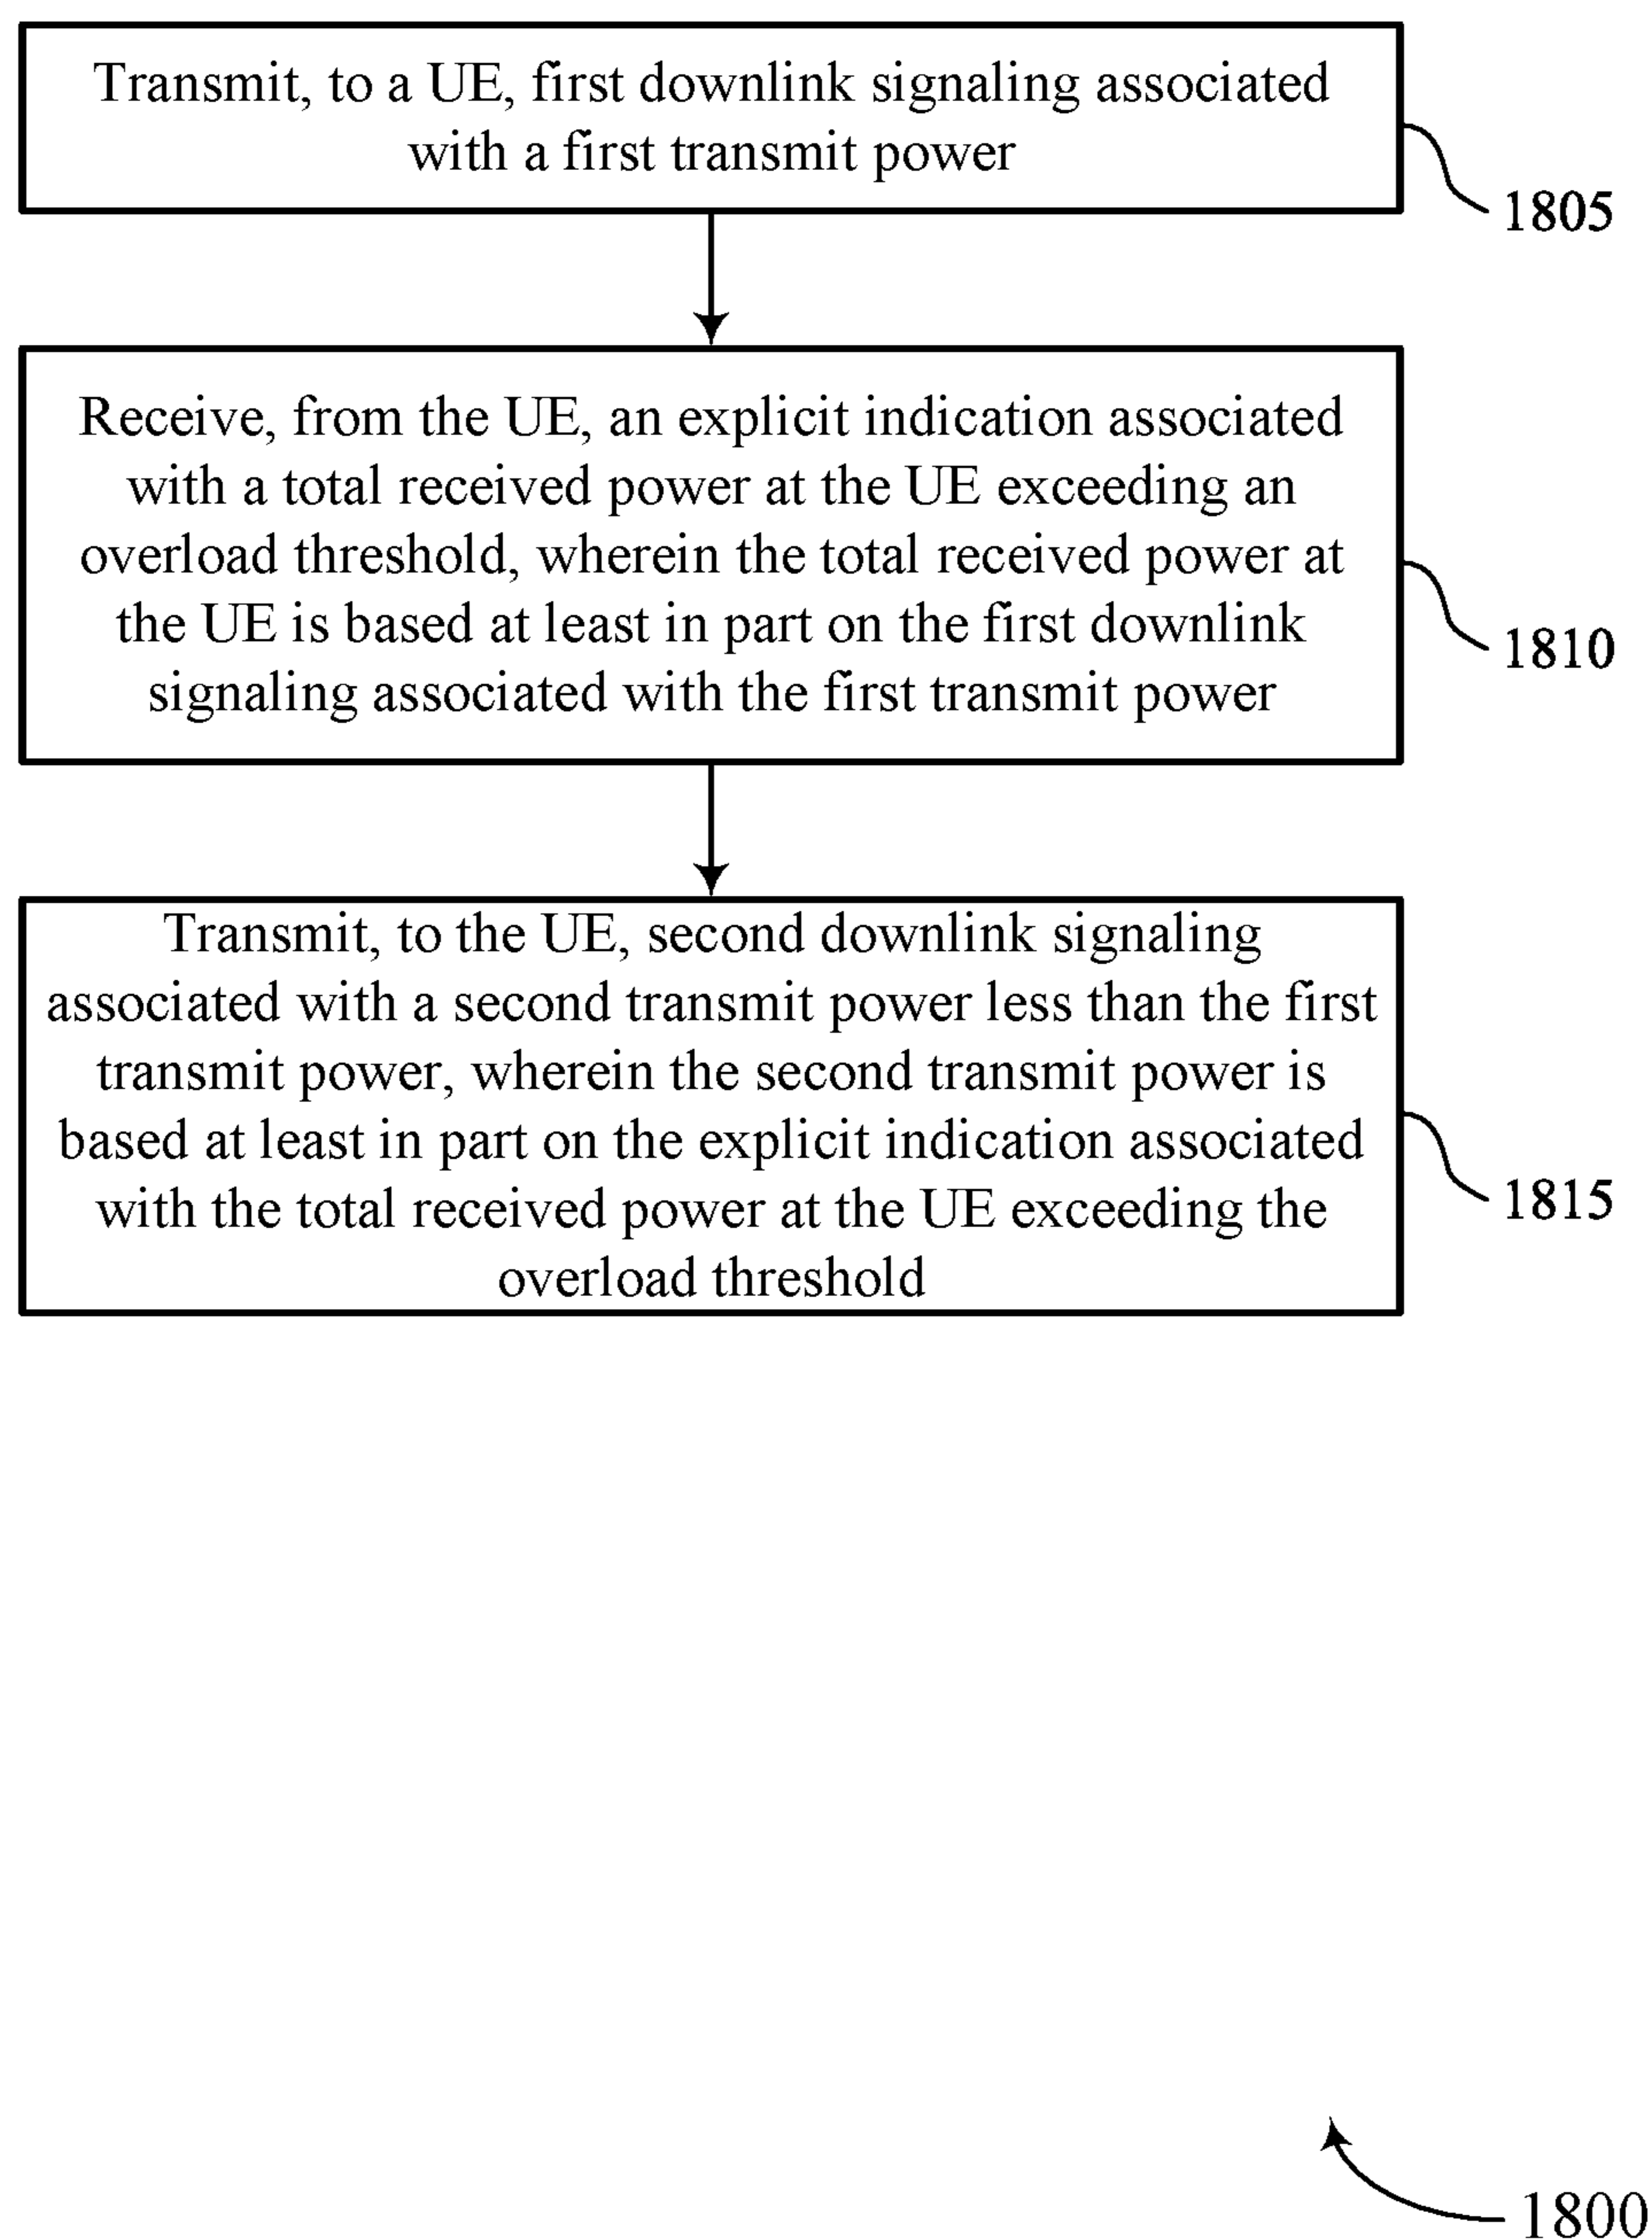 Transmit, to a UE, first downlink signaling associated
with a first transmit power
1805
Receive, from the UE, an explicit indication associated
with a total received power at the UE exceeding an
overload threshold, wherein the total received power at
the UE is based at least in part on the first downlink
signaling associated with the first transmit power
1810
Transmit, to the UE, second downlink signaling
associated with a second transmit power less than the first
transmit power, wherein the second transmit power is
based at least in part on the explicit indication associated
with the total received power at the UE exceeding the
overload threshold
1815
1800